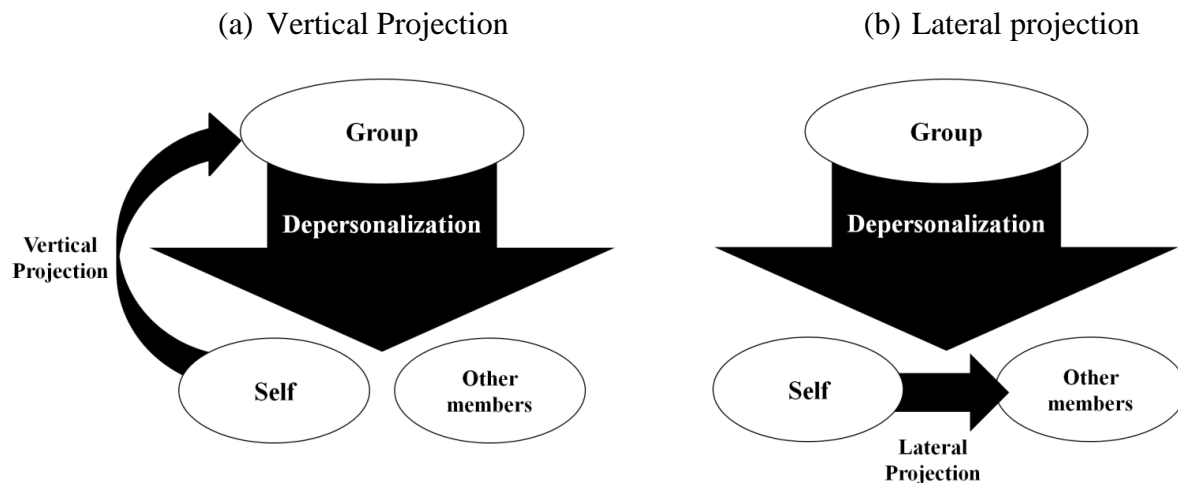 (a) Vertical Projection
Group
Depersonalization
Vertical
Projection
Self
Other
members
(b) Lateral projection
Group
Depersonalization
Self
Other
members
Lateral
Projection